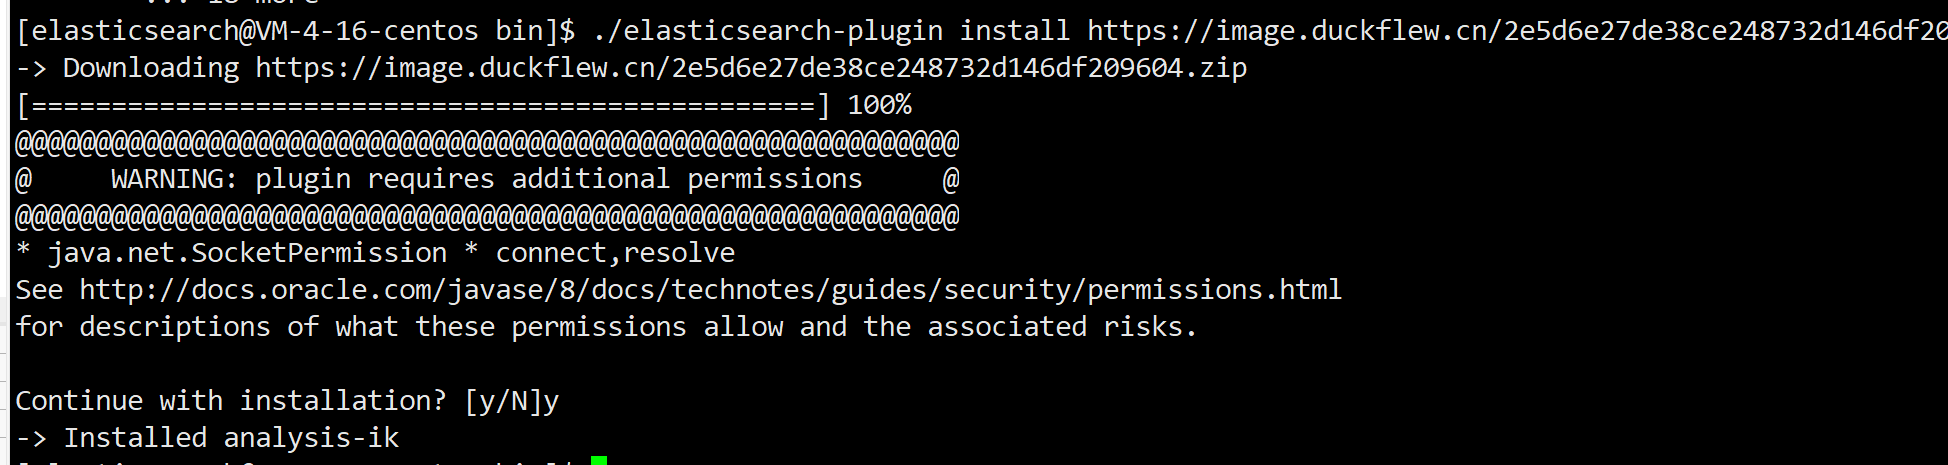 [elasticsearch@VM-4-16-centos bin]$ ./elasticsearch-plugin install https://image.duckflew.cn/2e5d6e27de38ce248732d146df20
-> Downloading https://image.duckflew.cn/2e5d6e27de38ce248732d146df209604.zip
[=================================================] 100%
@@@@@@@@@@@@@@@@@@@@@@@@@@@@@@@@@@@@@@@@@@@@@@@@@@@@@@@@@@@
@     WARNING: plugin requires additional permissions     @
@@@@@@@@@@@@@@@@@@@@@@@@@@@@@@@@@@@@@@@@@@@@@@@@@@@@@@@@@@@
* java.net.SocketPermission * connect,resolve
See http://docs.oracle.com/javase/8/docs/technotes/guides/security/permissions.html
for descriptions of what these permissions allow and the associated risks.

Continue with installation? [y/N]y
-> Installed analysis-ik